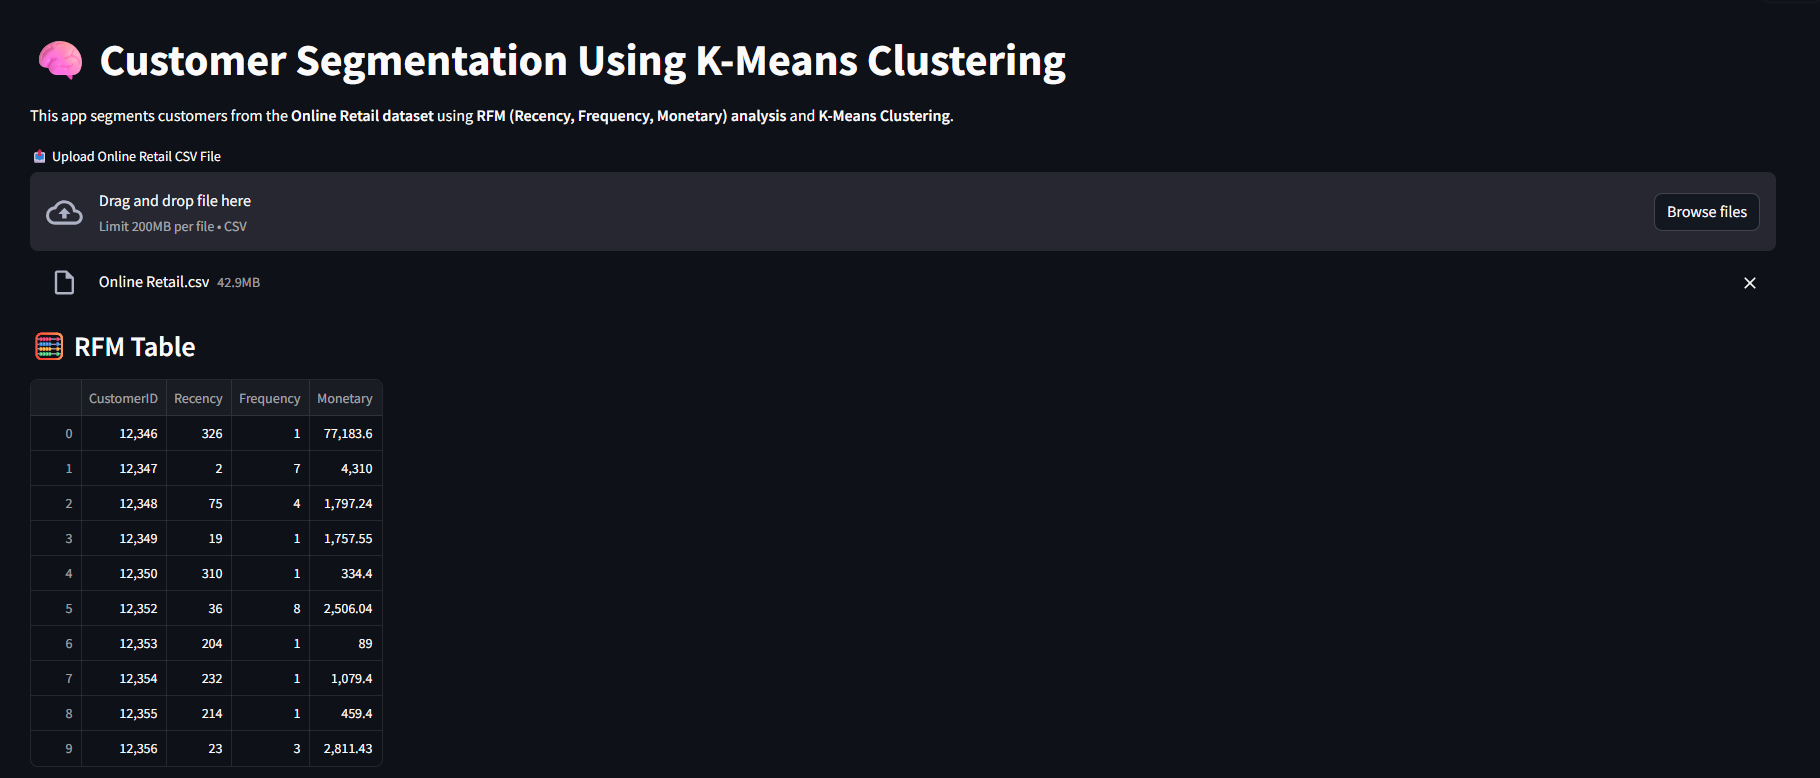 Customer Segmentation Using K-Means Clustering
This app segments customers from the Online Retail dataset using RFM (Recency, Frequency, Monetary) analysis and K-Means Clustering.
Upload Online Retail CSV File
Drag and drop file here
Limit 200MB per file • CSV
Browse files
Online Retail.csv 42.9MB
RFM Table
CustomerID Recency Frequency Monetary
0 12,346 326 1 77,183.6
1 12,347 2 7 4,310
2 12,348 75 4 1,797.24
3 12,349 19 1 1,757.55
4 12,350 310 1 334.4
5 12,352 36 8 2,506.04
6 12,353 204 1 89
7 12,354 232 1 1,079.4
8 12,355 214 1 459.4
9 12,356 23 3 2,811.43